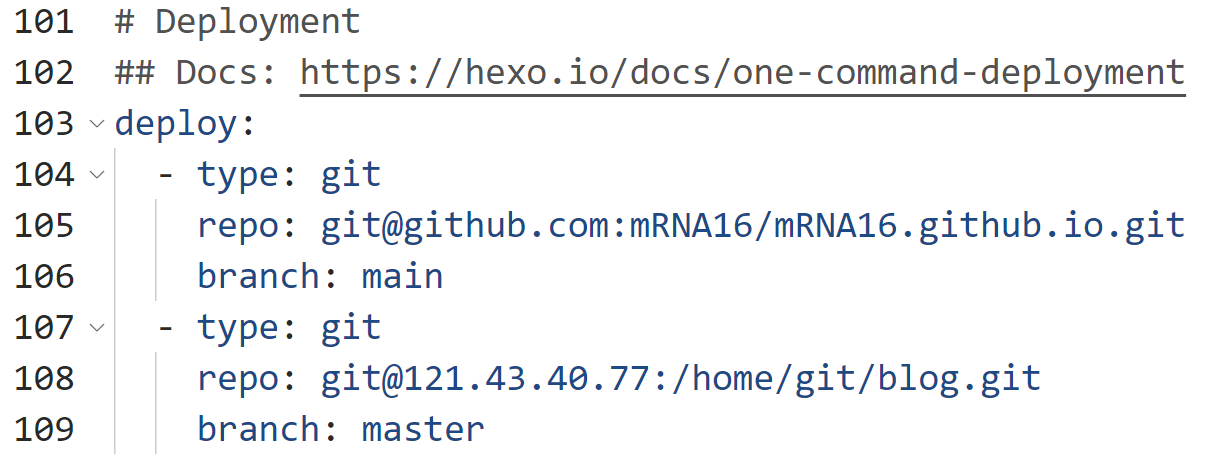 101 # Deployment
102 ## Docs: https://hexo.io/docs/one-command-deployment
103 deploy:
104 - type: git
105 repo: git@github.com:mRNA16/mRNA16.github.io.git
106 branch: main
107 - type: git
108 repo: git@121.43.40.77:/home/git/blog.git
109 branch: master